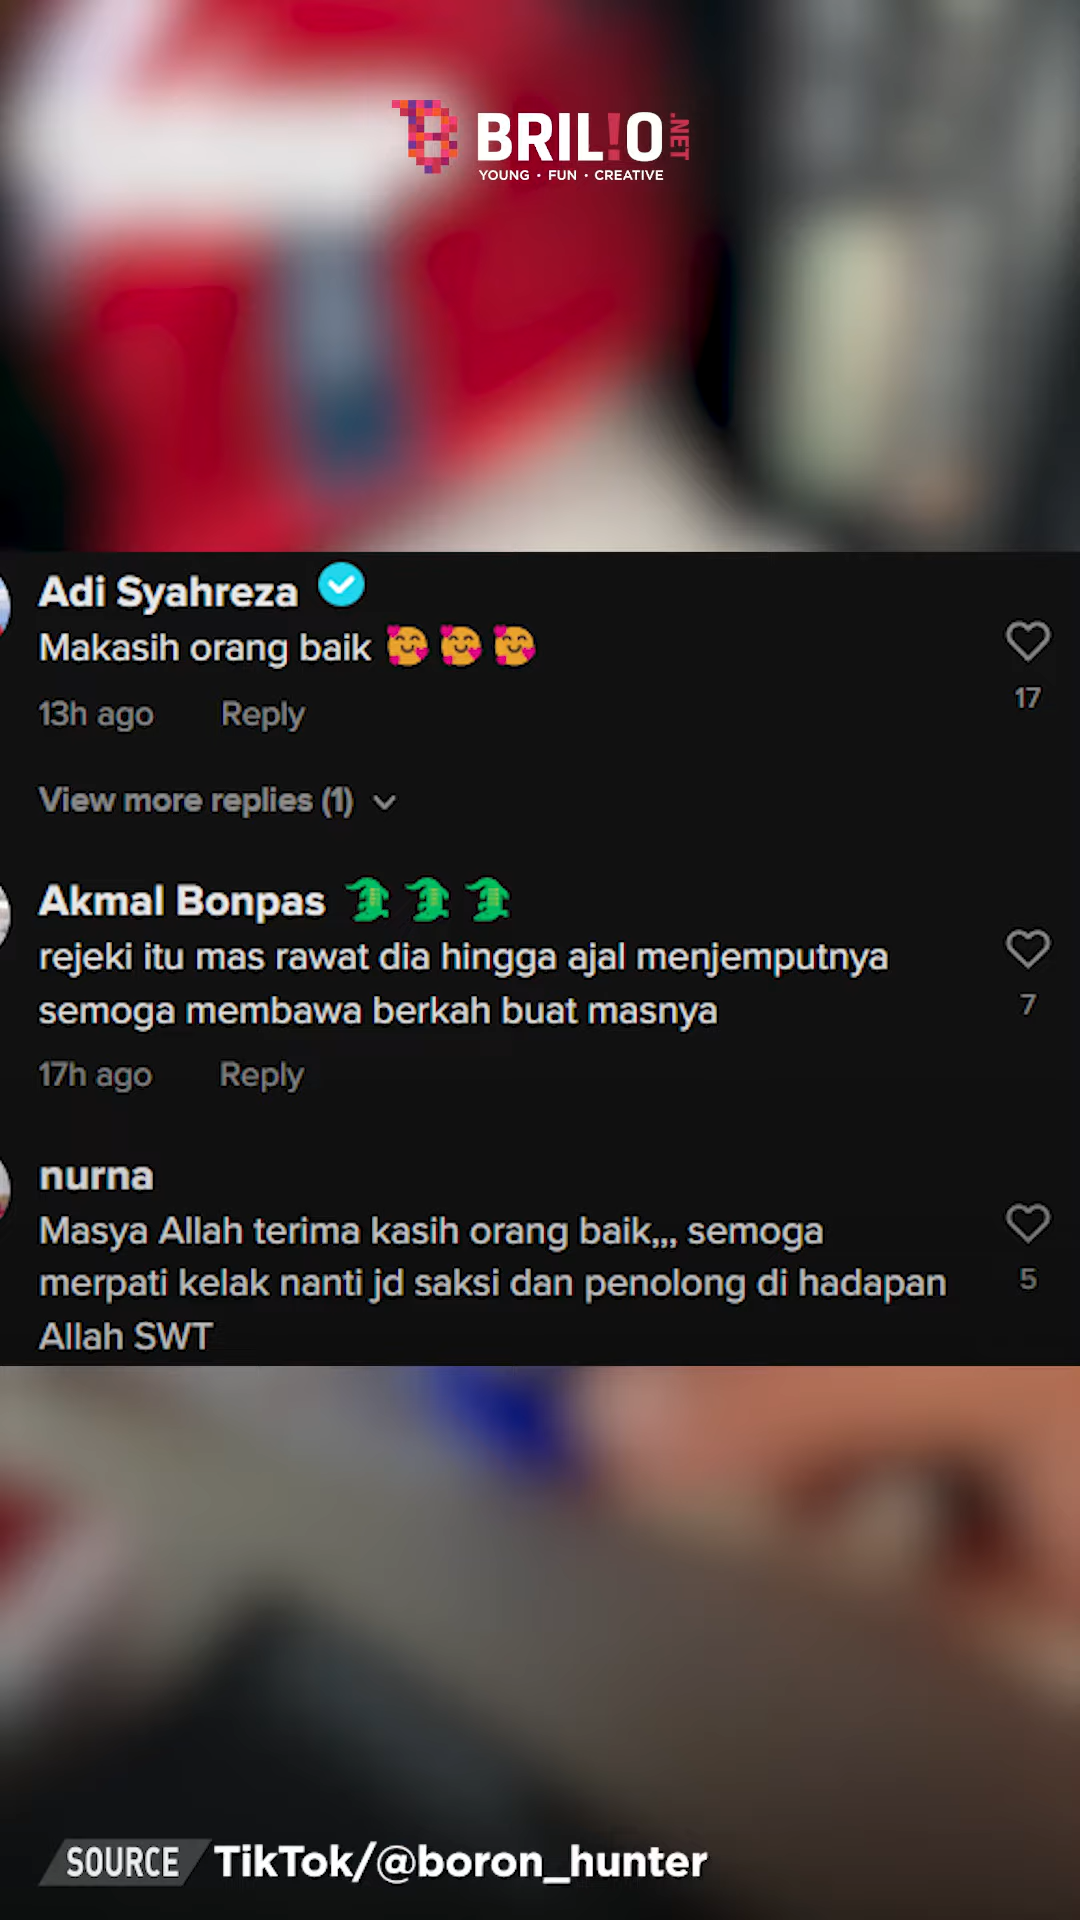 BRIL!O.NET
YOUNG • FUN • CREATIVE
Adi Syahreza
Makasih orang baik 🥰🥰🥰
17
13h ago Reply
View more replies (1)
Akmal Bonpas 🐊🐊🐊
rejeki itu mas rawat dia hingga ajal menjemputnya
semoga membawa berkah buat masnya
7
17h ago Reply
nurna
Masya Allah terima kasih orang baik,,, semoga
merpati kelak nanti jd saksi dan penolong di hadapan
Allah SWT
5
SOURCE TikTok/@boron_hunter